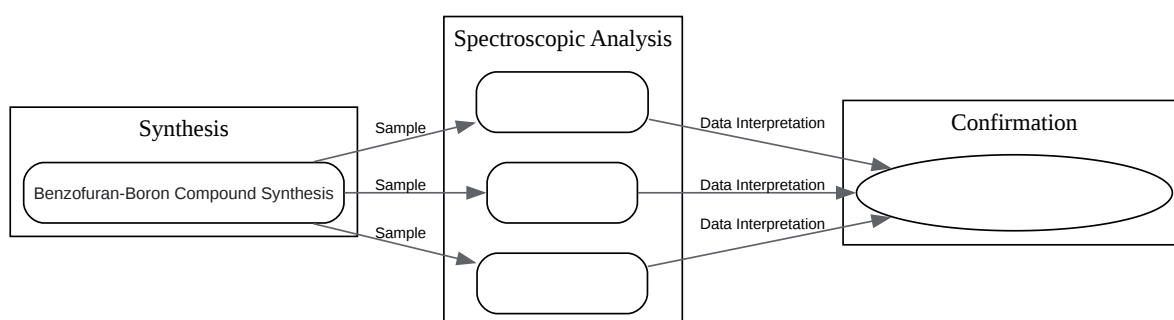 Synthesis
Benzofuran-Boron Compound Synthesis
Sample
Sample
Sample
Spectroscopic Analysis
Data Interpretation
Data Interpretation
Data Interpretation
Confirmation